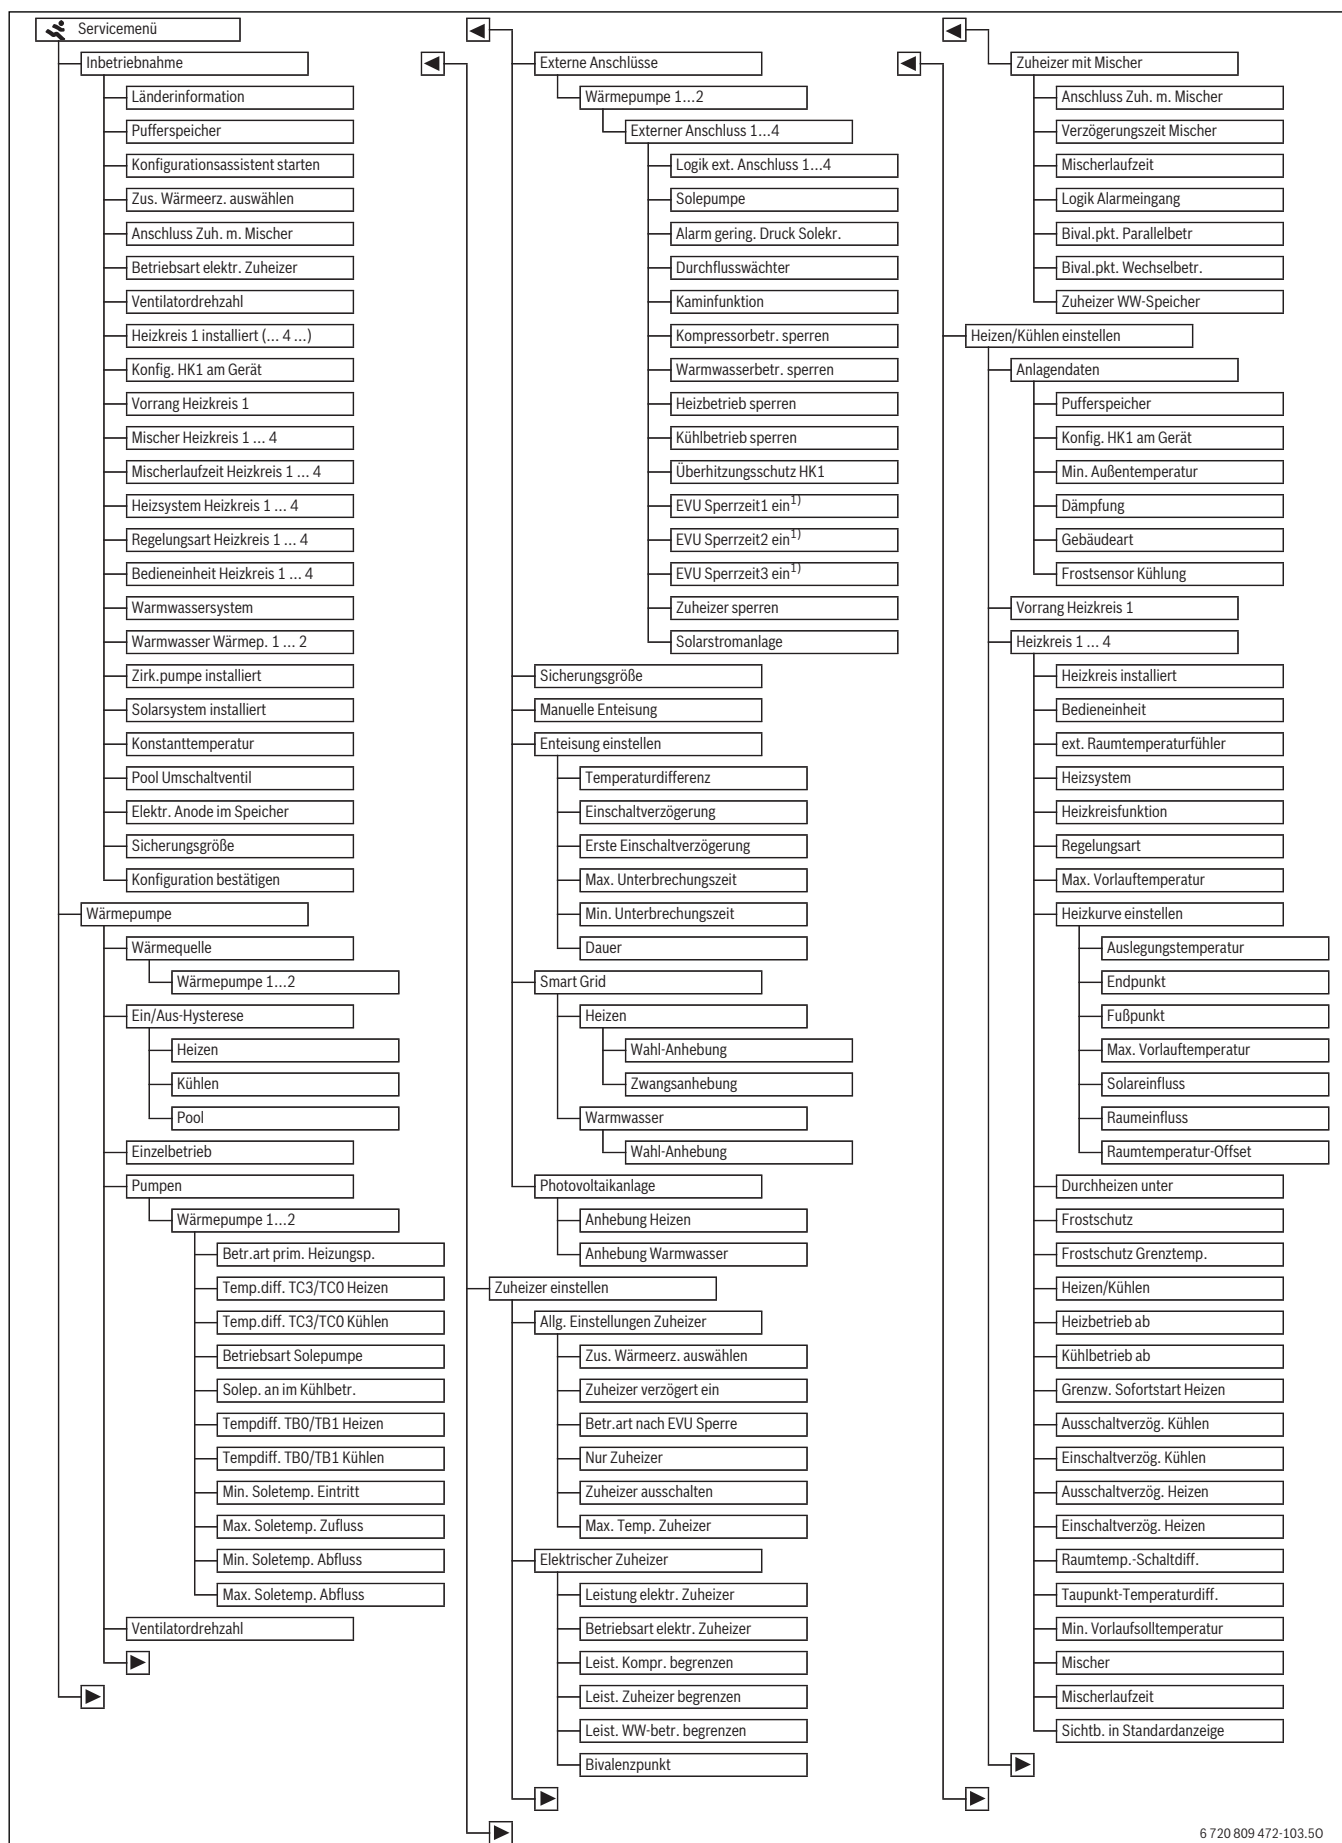 Servicemenü
Inbetriebnahme
Länderinformation
Pufferspeicher
Konfigurationsassistent starten
Zus. Wärmeerz. auswählen
Anschluss Zuh. m. Mischer
Betriebsart elektr. Zuheizer
Ventilatordrehzahl
Heizkreis 1 installiert (... 4 ...)
Konfig. HK1 am Gerät
Vorrang Heizkreis 1
Mischer Heizkreis 1 ... 4
Mischerlaufzeit Heizkreis 1 ... 4
Heizsystem Heizkreis 1 ... 4
Regelungsart Heizkreis 1 ... 4
Bedieneinheit Heizkreis 1 ... 4
Warmwassersystem
Warmwasser Wärmep. 1 ... 2
Zirk.pumpe installiert
Solarsystem installiert
Konstanttemperatur
Pool Umschaltventil
Elektr. Anode im Speicher
Sicherungsgröße
Konfiguration bestätigen
Wärmepumpe
Wärmequelle
Wärmepumpe 1...2
Ein/Aus-Hysterese
Heizen
Kühlen
Pool
Einzelbetrieb
Pumpen
Wärmepumpe 1...2
Betr.art prim. Heizungsp.
Temp.diff. TC3/TC0 Heizen
Temp.diff. TC3/TC0 Kühlen
Betriebsart Solepumpe
Solep. an im Kühlbetr.
Tempdiff. TB0/TB1 Heizen
Tempdiff. TB0/TB1 Kühlen
Min. Soletemp. Eintritt
Max. Soletemp. Zufluss
Min. Soletemp. Abfluss
Max. Soletemp. Abfluss
Ventilatordrehzahl
Externe Anschlüsse
Wärmepumpe 1...2
Externer Anschluss 1...4
Logik ext. Anschluss 1...4
Solepumpe
Alarm gering. Druck Solekr.
Durchflusswächter
Kaminfunktion
Kompressorbetr. sperren
Warmwasserbetr. sperren
Heizbetrieb sperren
Kühlbetrieb sperren
Überhitzungsschutz HK1
EVU Sperrzeit1 ein1)
EVU Sperrzeit2 ein1)
EVU Sperrzeit3 ein1)
Zuheizer sperren
Solarstromanlage
Sicherungsgröße
Manuelle Enteisung
Enteisung einstellen
Temperaturdifferenz
Einschaltverzögerung
Erste Einschaltverzögerung
Max. Unterbrechungszeit
Min. Unterbrechungszeit
Dauer
Smart Grid
Heizen
Wahl-Anhebung
Zwangsanhebung
Warmwasser
Wahl-Anhebung
Photovoltaikanlage
Anhebung Heizen
Anhebung Warmwasser
Zuheizer einstellen
Allg. Einstellungen Zuheizer
Zus. Wärmeerz. auswählen
Zuheizer verzögert ein
Betr.art nach EVU Sperre
Nur Zuheizer
Zuheizer ausschalten
Max. Temp. Zuheizer
Elektrischer Zuheizer
Leistung elektr. Zuheizer
Betriebsart elektr. Zuheizer
Leist. Kompr. begrenzen
Leist. Zuheizer begrenzen
Leist. WW-betr. begrenzen
Bivalenzpunkt
Zuheizer mit Mischer
Anschluss Zuh. m. Mischer
Verzögerungszeit Mischer
Mischerlaufzeit
Logik Alarmeingang
Bival.pkt. Parallelbetr
Bival.pkt. Wechselbetr.
Zuheizer WW-Speicher
Heizen/Kühlen einstellen
Anlagendaten
Pufferspeicher
Konfig. HK1 am Gerät
Min. Außentemperatur
Dämpfung
Gebäudeart
Frostsensor Kühlung
Vorrang Heizkreis 1
Heizkreis 1 ... 4
Heizkreis installiert
Bedieneinheit
ext. Raumtemperaturfühler
Heizsystem
Heizkreisfunktion
Regelungsart
Max. Vorlauftemperatur
Heizkurve einstellen
Auslegungstemperatur
Endpunkt
Fußpunkt
Max. Vorlauftemperatur
Solareinfluss
Raumeinfluss
Raumtemperatur-Offset
Durchheizen unter
Frostschutz
Frostschutz Grenztemp.
Heizen/Kühlen
Heizbetrieb ab
Kühlbetrieb ab
Grenzw. Sofortstart Heizen
Ausschaltverzög. Kühlen
Einschaltverzög. Kühlen
Ausschaltverzög. Heizen
Einschaltverzög. Heizen
Raumtemp.-Schaltdiff.
Taupunkt-Temperaturdiff.
Min. Vorlaufsolltemperatur
Mischer
Mischerlaufzeit
Sichtb. in Standardanzeige
6 720 809 472-103.5O